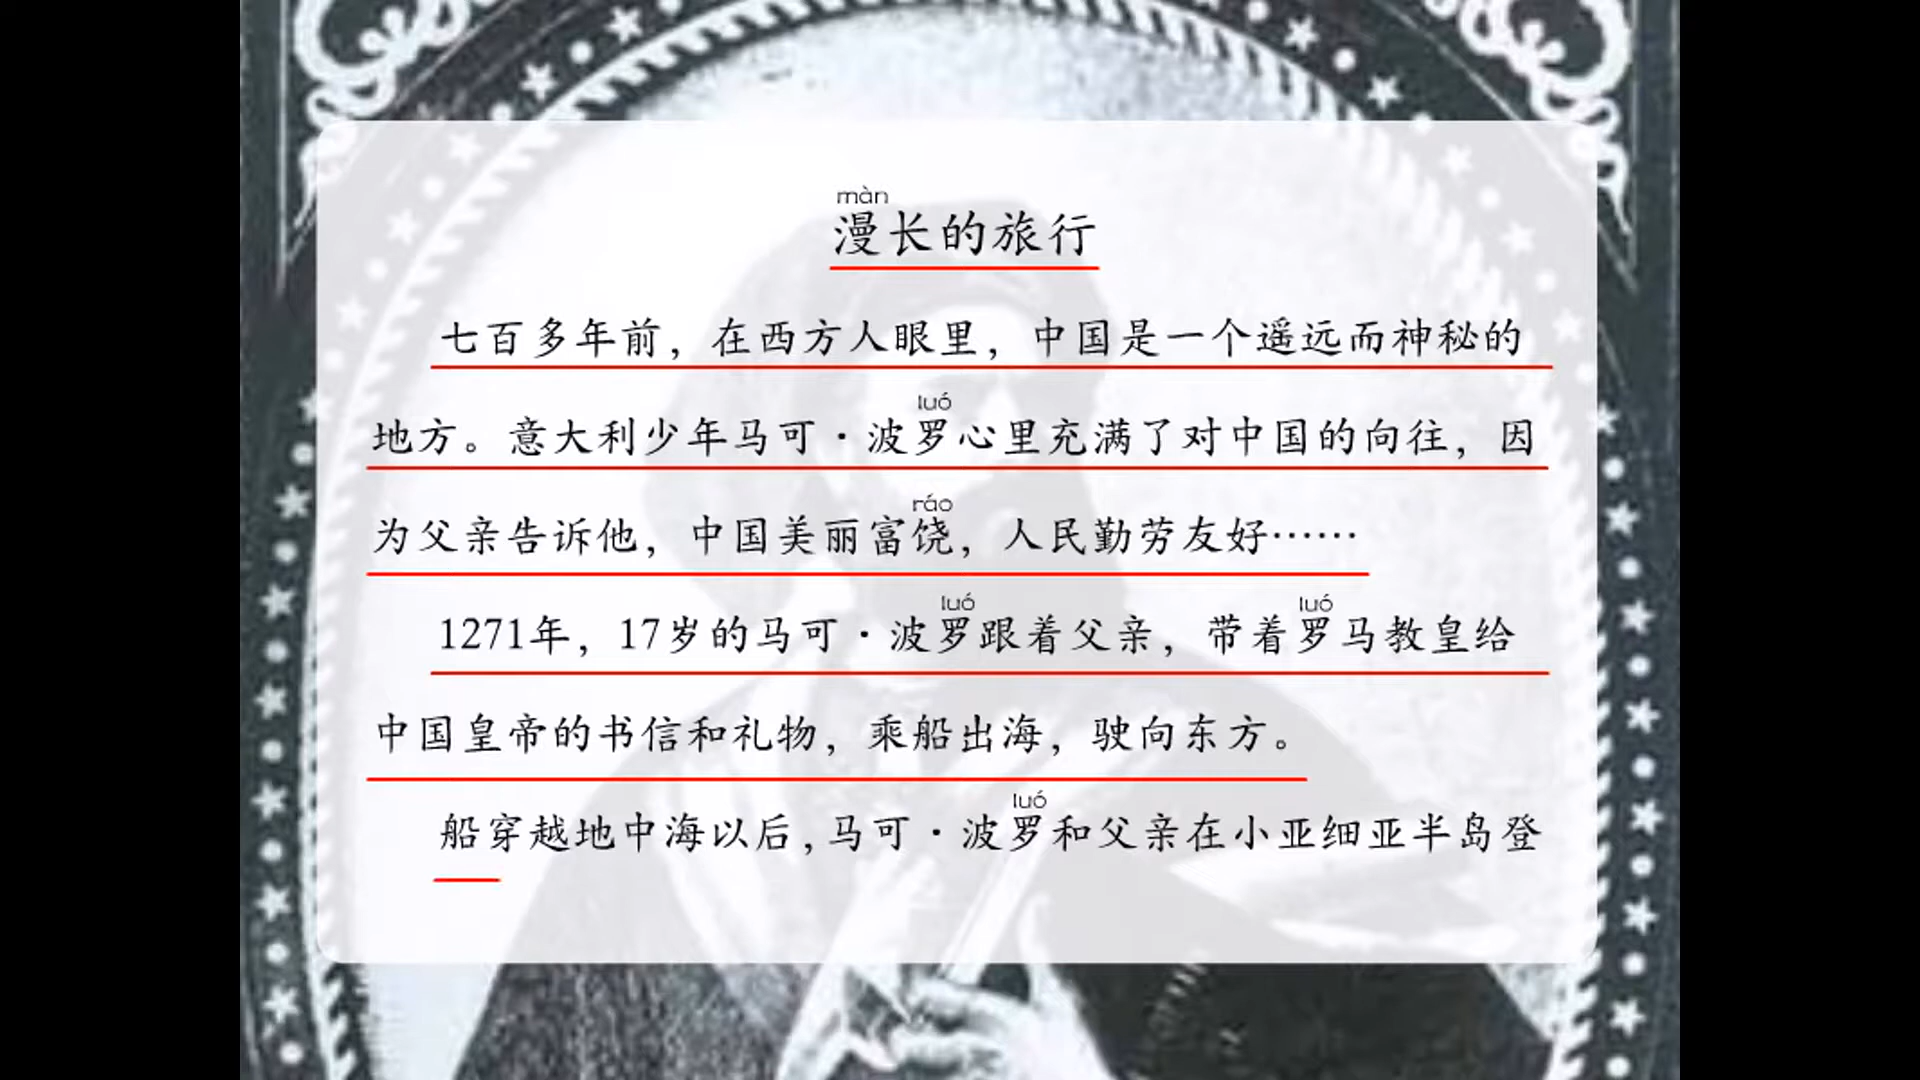 màn
漫长的旅行
七百多年前，在西方人眼里，中国是一个遥远而神秘的
luó
地方。意大利少年马可·波罗心里充满了对中国的向往，因
ráo
为父亲告诉他，中国美丽富饶，人民勤劳友好……
luó luó
1271年，17岁的马可·波罗跟着父亲，带着罗马教皇给
中国皇帝的书信和礼物，乘船出海，驶向东方。
luó
船穿越地中海以后，马可·波罗和父亲在小亚细亚半岛登